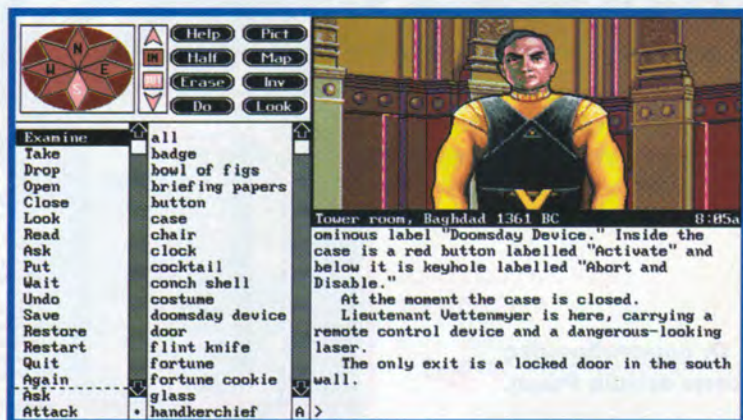 N
W E
S
IN
OUT
Help Pict
Half Map
Erase Inv
Do Look
Examine
Take
Drop
Open
Close
Look
Read
Ask
Put
Wait
Undo
Save
Restore
Restart
Quit
Again
Ask
Attack
all
badge
bowl of figs
briefing papers
button
case
chair
clock
cocktail
conch shell
costume
doomsday device
door
flint knife
fortune
fortune cookie
glass
handkerchief
A
Tower room, Baghdad 1361 BC 8:05a
ominous label "Doomsday Device." Inside the
case is a red button labelled "Activate" and
below it is keyhole labelled "Abort and
Disable."
At the moment the case is closed.
Lieutenant Vettenmyer is here, carrying a
remote control device and a dangerous-looking
laser.
The only exit is a locked door in the south
wall.
>